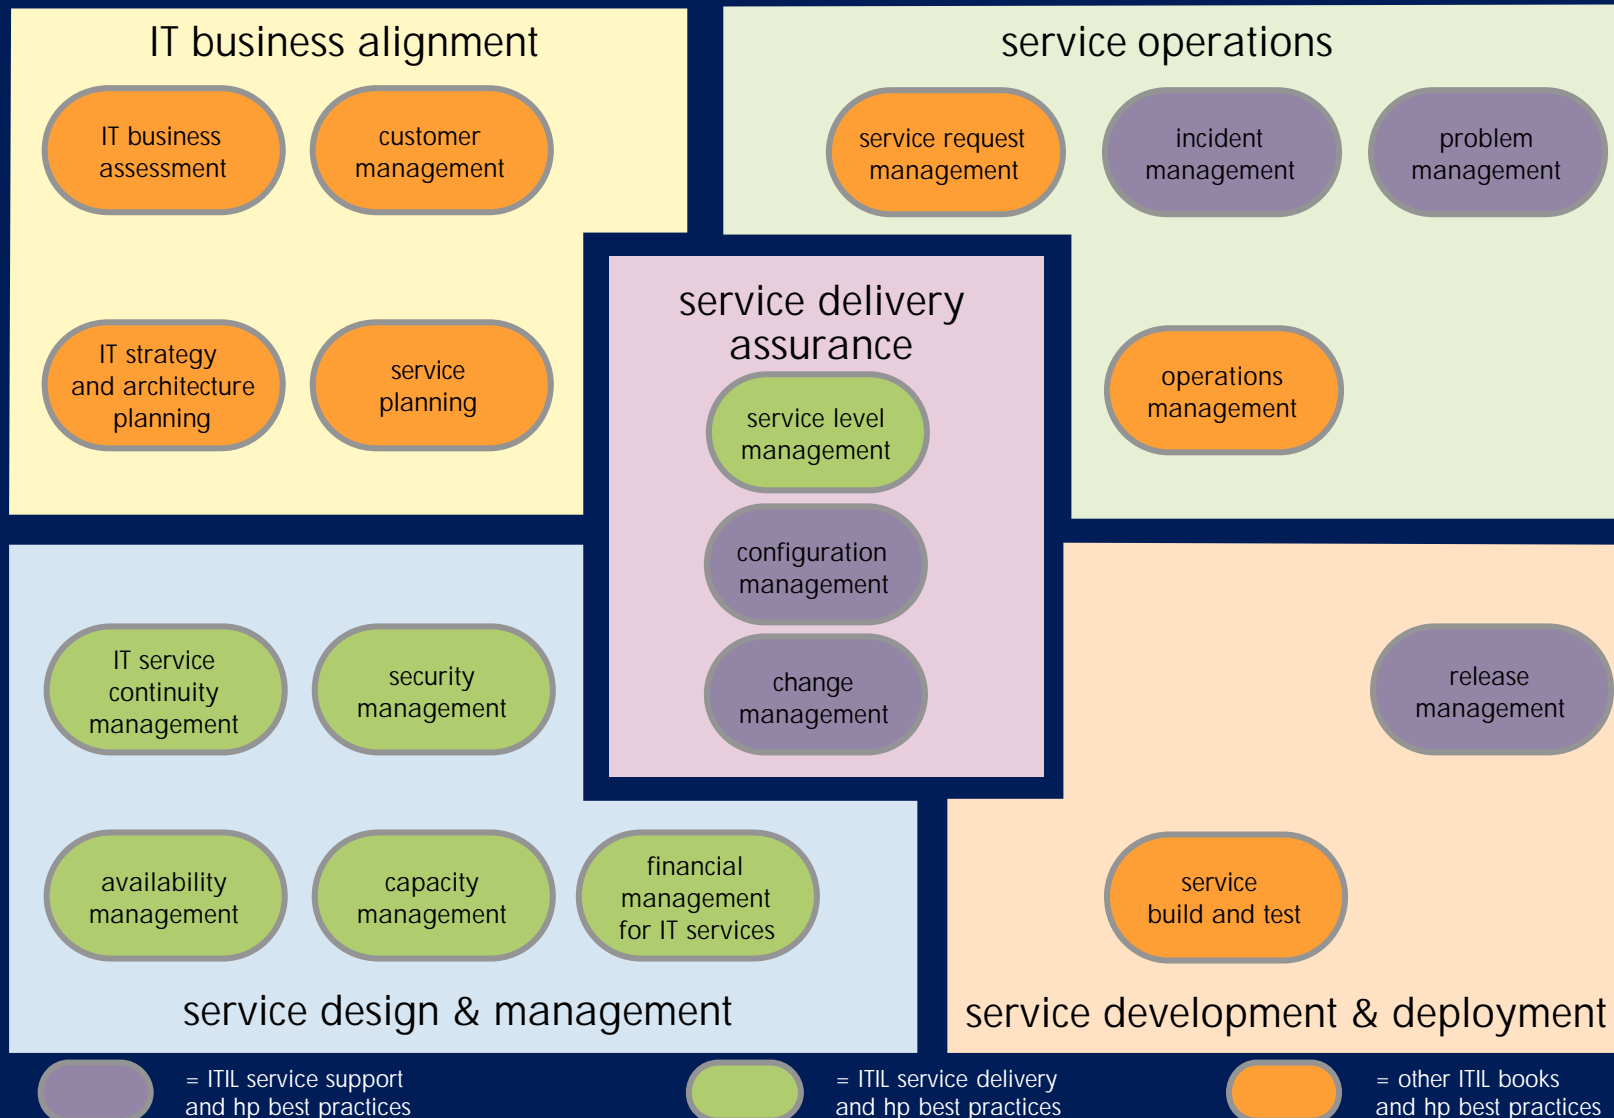 IT business alignment
IT business
assessment
customer
management
IT strategy
and architecture
planning
service
planning
service operations
service request
management
incident
management
problem
management
operations
management
service delivery
assurance
service level
management
configuration
management
change
management
IT service
continuity
management
security
management
availability
management
capacity
management
financial
management
for IT services
service design & management
release
management
service
build and test
service development & deployment
= ITIL service support
and hp best practices
= ITIL service delivery
and hp best practices
= other ITIL books
and hp best practices